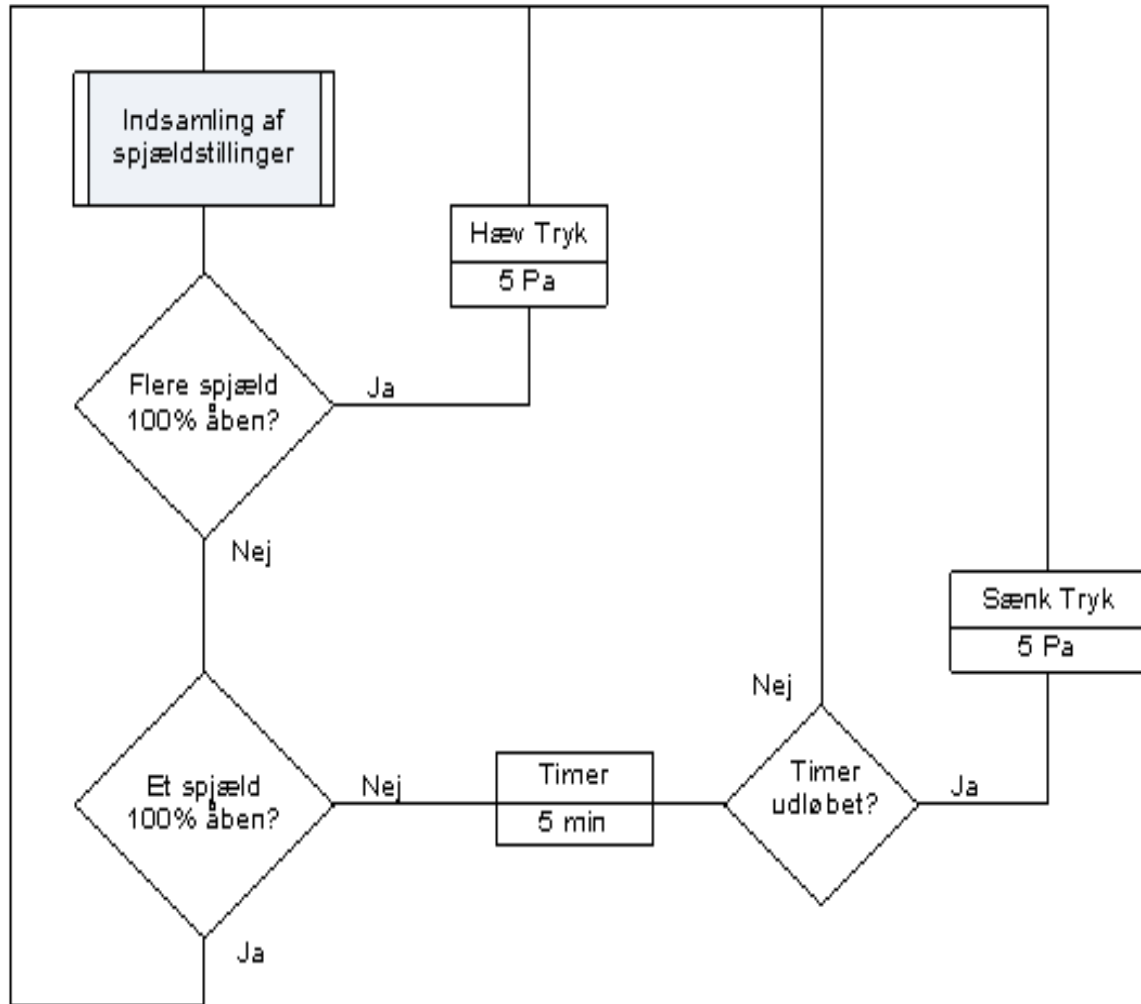 Indsamling af
spjældstillinger
Hæv Tryk
5 Pa
Flere spjæld
100% åben?
Ja
Nej
Sænk Tryk
5 Pa
Et spjæld
100% åben?
Nej
Timer
5 min
Nej
Timer
udløbet?
Ja
Ja